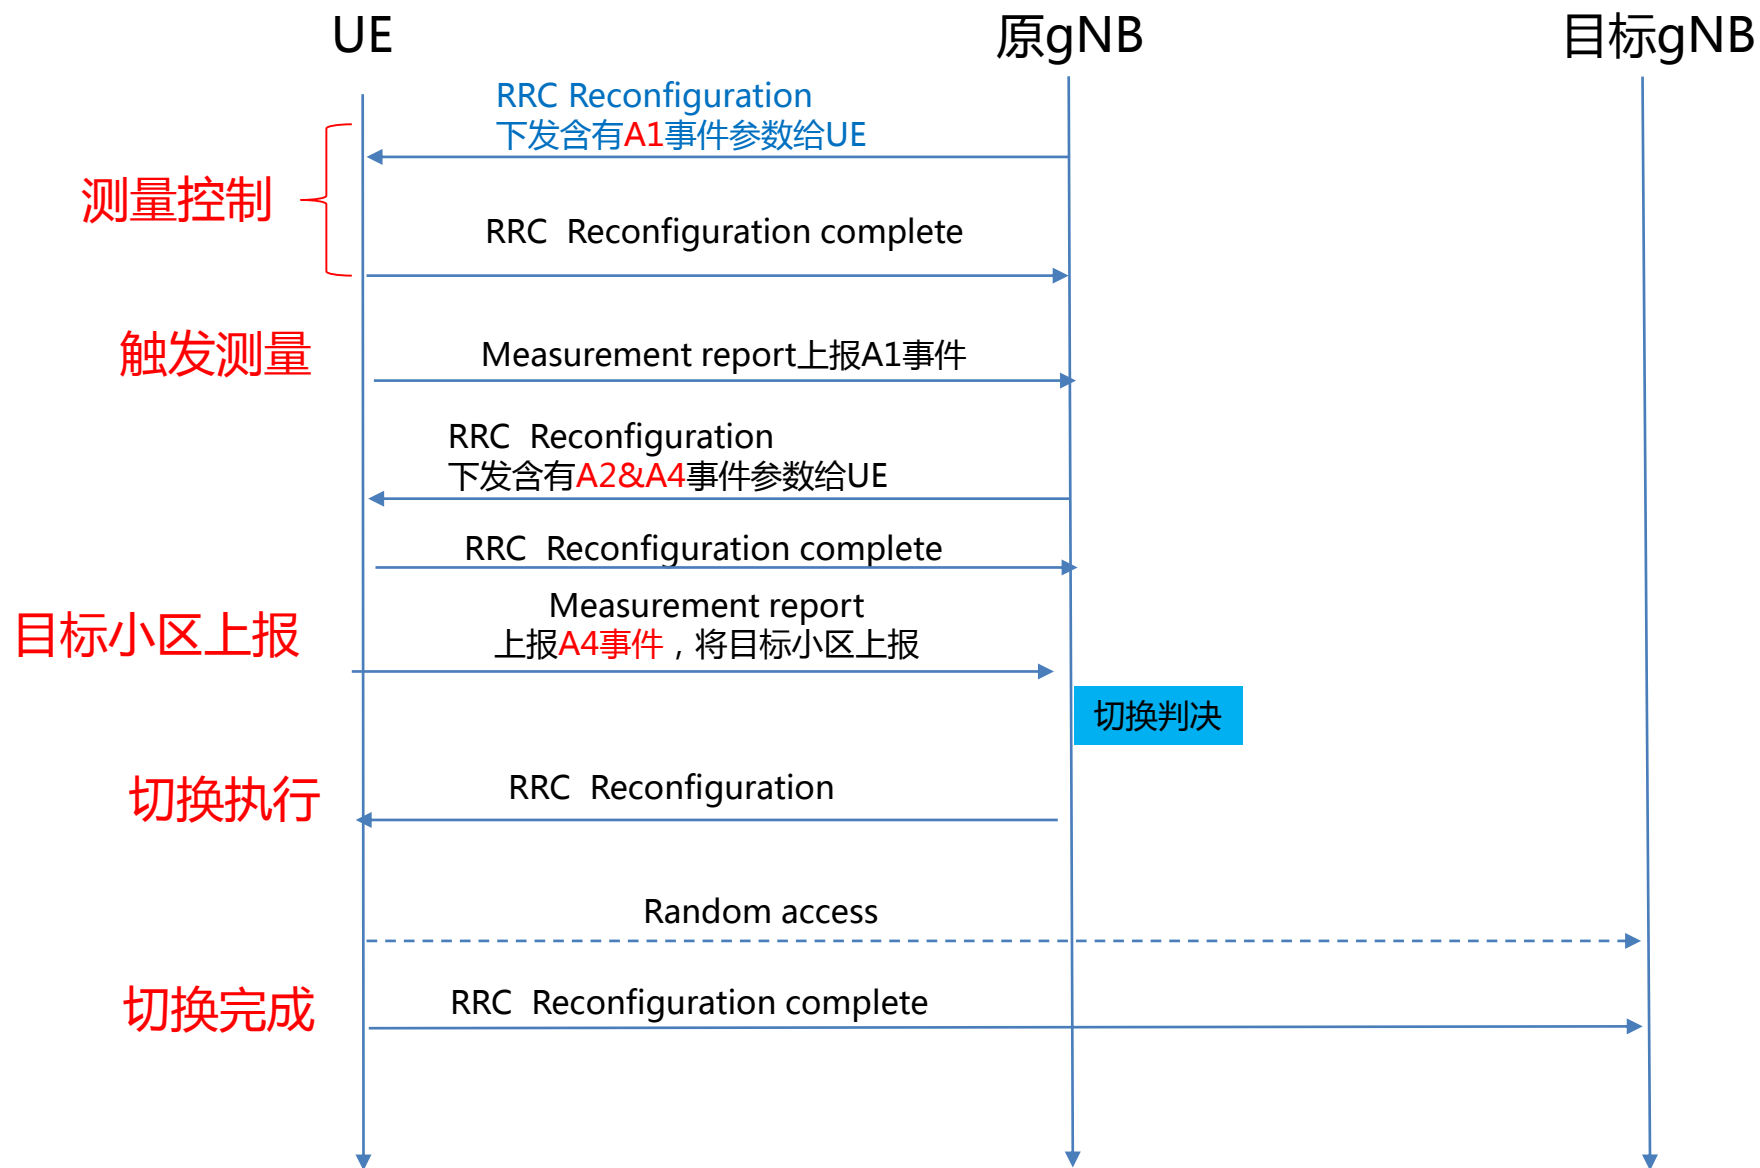 UE
原gNB
目标gNB
RRC Reconfiguration
下发含有A1事件参数给UE
测量控制
RRC  Reconfiguration complete
触发测量
Measurement report上报A1事件
RRC  Reconfiguration
下发含有A2&A4事件参数给UE
RRC  Reconfiguration complete
目标小区上报
Measurement report
上报A4事件，将目标小区上报
切换判决
切换执行
RRC  Reconfiguration
Random access
切换完成
RRC  Reconfiguration complete